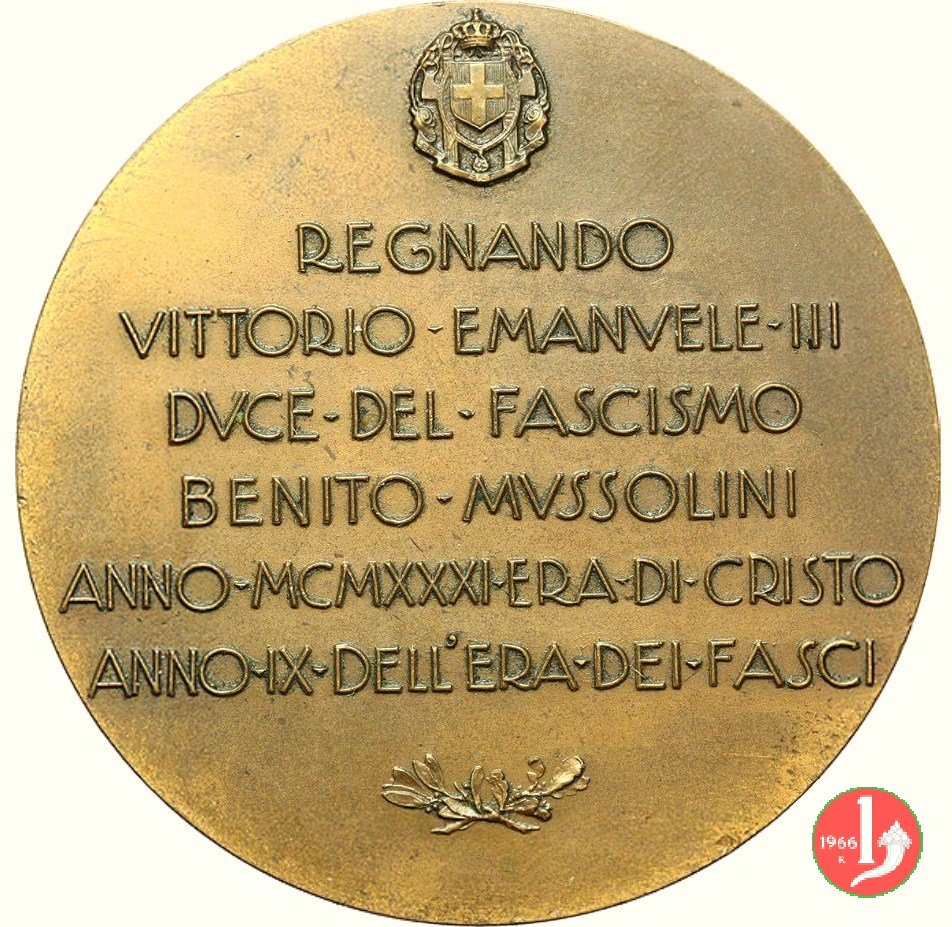 REGNANDO
VITTORIO-EMANVELE-III
DVCE-DEL-FASCISMO
BENITO-MVSSOLINI
ANNO-MCMXXXI-ERA-DI-CRISTO
ANNO-IX-DELL'ERA-DEI-FASCI
1966
R.